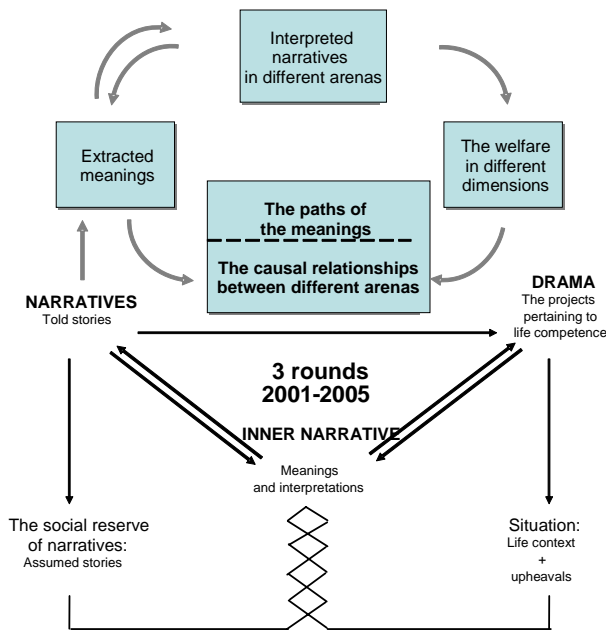 Interpreted
narratives
in different arenas
Extracted
meanings
The welfare
in different
dimensions
The paths of
the meanings
The causal relationships
between different arenas
NARRATIVES
Told stories
DRAMA
The projects
pertaining to
life competence
3 rounds
2001-2005
INNER NARRATIVE
Meanings
and interpretations
The social reserve
of narratives:
Assumed stories
Situation:
Life context
+
upheavals